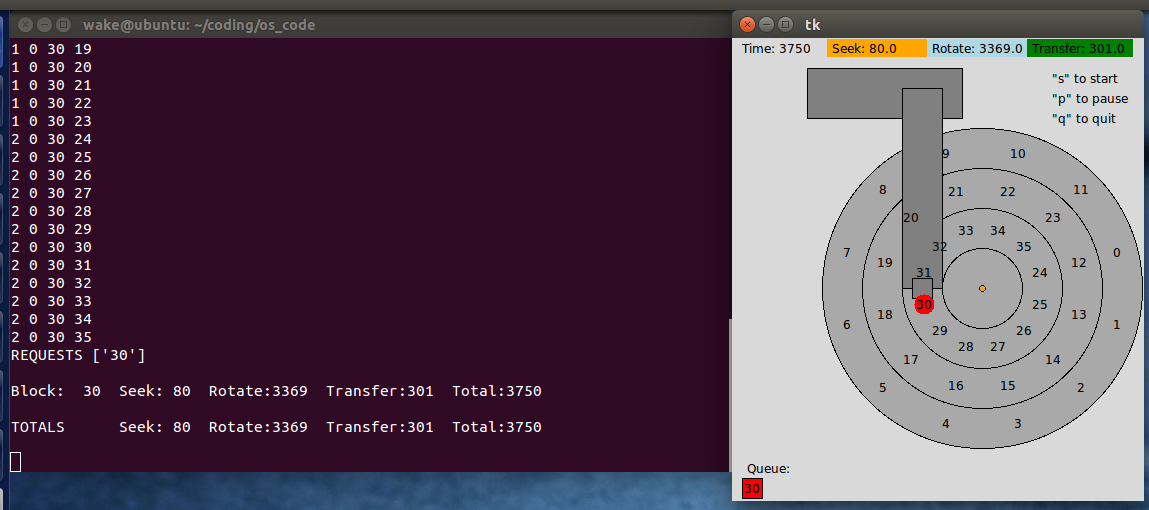 wake@ubuntu: ~/coding/os_code
1 0 30 19
1 0 30 20
1 0 30 21
1 0 30 22
1 0 30 23
2 0 30 24
2 0 30 25
2 0 30 26
2 0 30 27
2 0 30 28
2 0 30 29
2 0 30 30
2 0 30 31
2 0 30 32
2 0 30 33
2 0 30 34
2 0 30 35
REQUESTS ['30']
Block:  30  Seek: 80  Rotate:3369  Transfer:301  Total:3750
TOTALS      Seek: 80  Rotate:3369  Transfer:301  Total:3750
tk
Time: 3750 Seek: 80.0 Rotate: 3369.0 Transfer: 301.0
"s" to start
"p" to pause
"q" to quit
9 10
8 21 22 11
20 33 34 23
7 19 32 35 12 0
31 24
30 25
6 18 29 26 13 1
28 27
17 14
5 16 15 2
4 3
Queue:
30